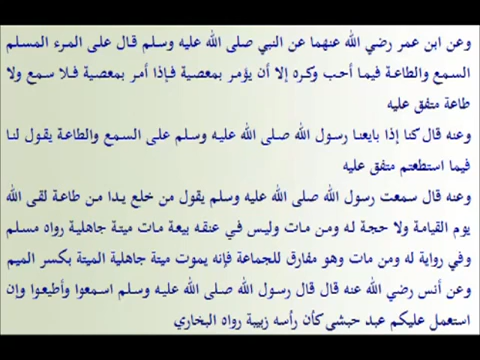 وعن ابن عمر رضي الله عنهما عن النبي صلى الله عليه وسلم قال على المرء المسلم
السمع والطاعة فيما أحب وكره إلا أن يؤمر بمعصية فإذا أمر بمعصية فلا سمع ولا
طاعة متفق عليه
وعنه قال كنا إذا بايعنا رسول الله صلى الله عليه وسلم على السمع والطاعة يقول لنا
فيما استطعتم متفق عليه
وعنه قال سمعت رسول الله صلى الله عليه وسلم يقول من خلع يدا من طاعة لقى الله
يوم القيامة ولا حجة له ومن مات وليس في عنقه بيعة مات ميتة جاهلية رواه مسلم
وفي رواية له ومن مات وهو مفارق للجماعة فإنه يموت ميتة جاهلية الميتة بكسر الميم
وعن أنس رضي الله عنه قال قال رسول الله صلى الله عليه وسلم اسمعوا وأطيعوا وإن
استعمل عليكم عبد حبشى كأن رأسه زبيبة رواه البخاري